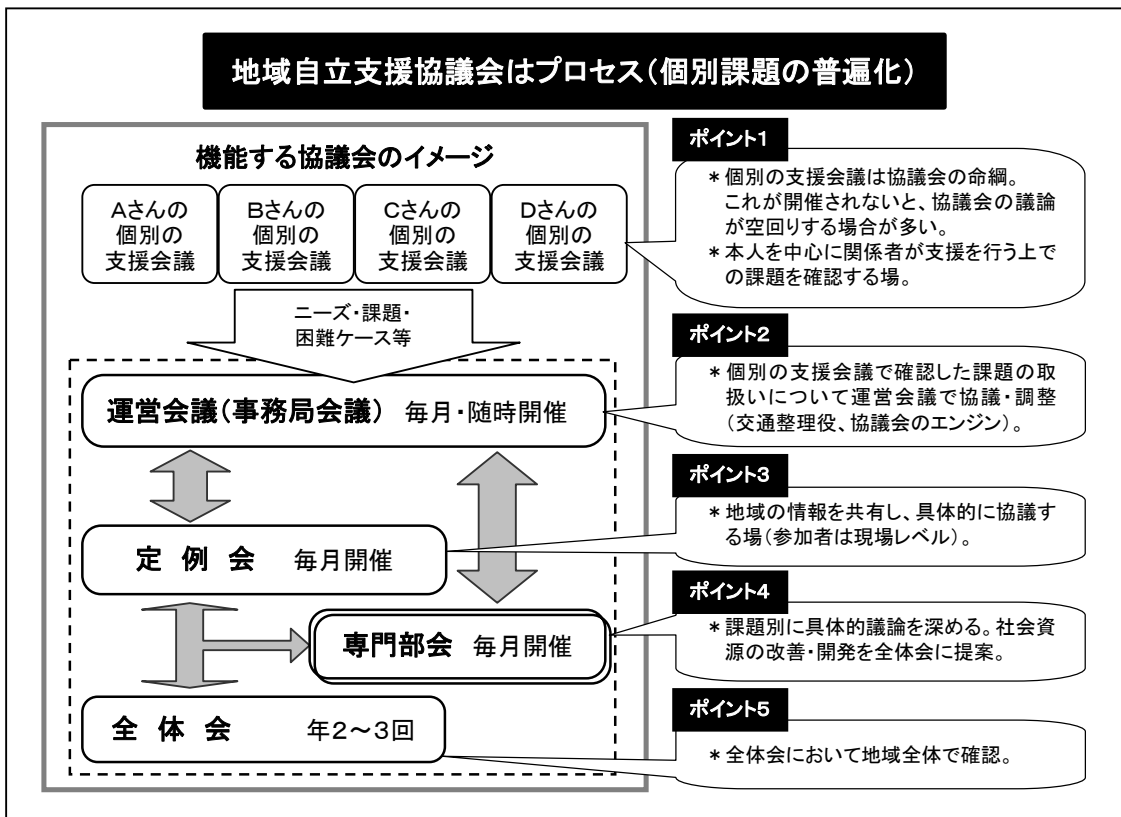 地域自立支援協議会はプロセス(個別課題の普遍化)
機能する協議会のイメージ
Aさんの
個別の
支援会議
Bさんの
個別の
支援会議
Cさんの
個別の
支援会議
Dさんの
個別の
支援会議
ニーズ・課題・
困難ケース等
運営会議(事務局会議) 毎月・随時開催
定 例 会 毎月開催
専門部会 毎月開催
全 体 会 年2~3回
ポイント1
*個別の支援会議は協議会の命綱。
これが開催されないと、協議会の議論
が空回りする場合が多い。
*本人を中心に関係者が支援を行う上で
の課題を確認する場。
ポイント2
*個別の支援会議で確認した課題の取
扱いについて運営会議で協議・調整
(交通整理役、協議会のエンジン)。
ポイント3
*地域の情報を共有し、具体的に協議す
る場(参加者は現場レベル)。
ポイント4
*課題別に具体的議論を深める。社会資
源の改善・開発を全体会に提案。
ポイント5
*全体会において地域全体で確認。